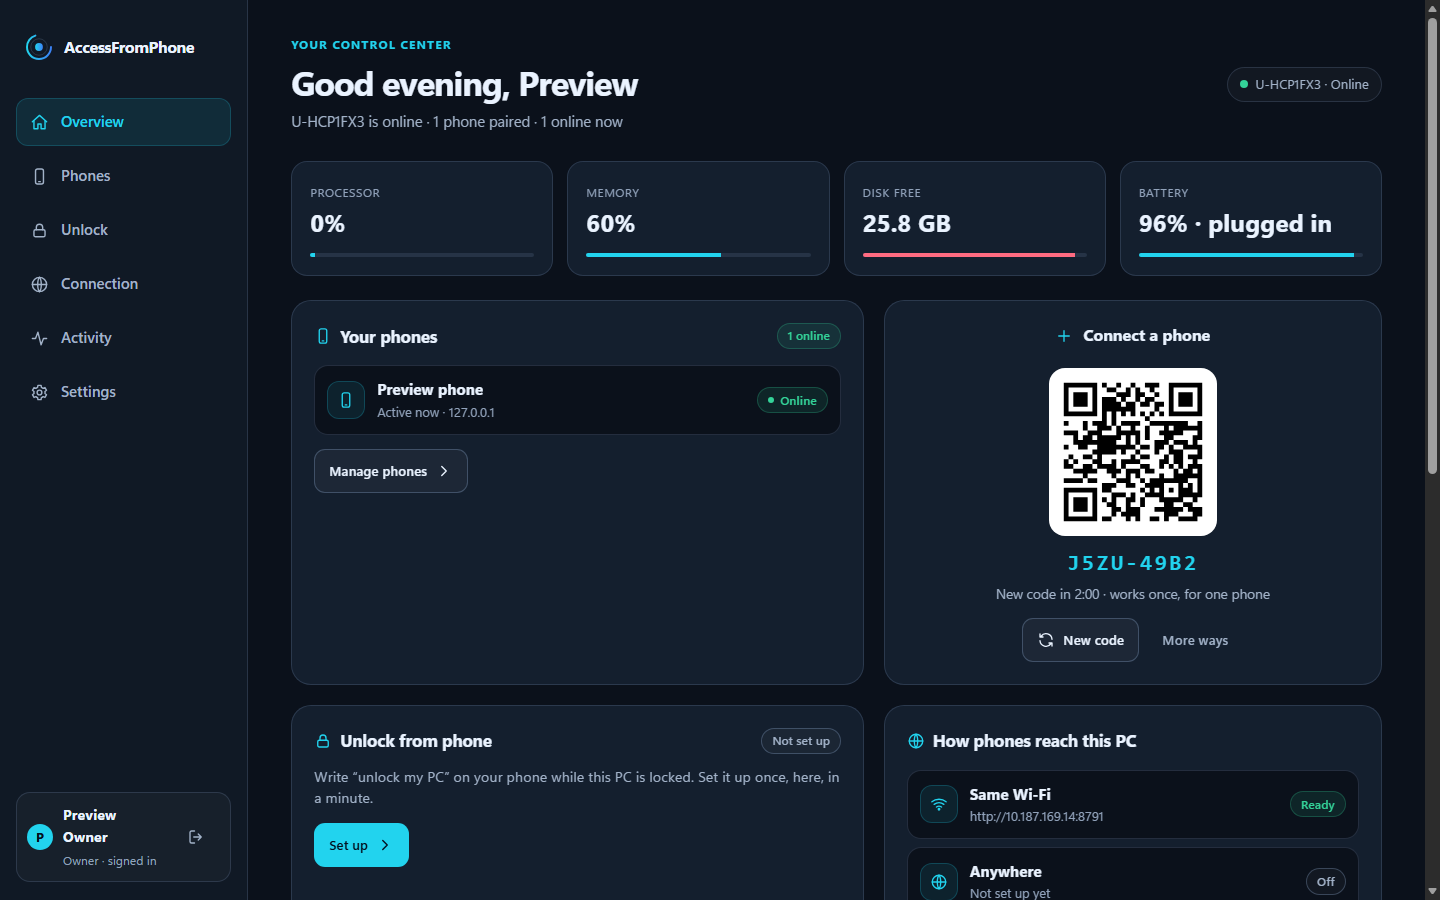 AccessFromPhone
Overview
Phones
Unlock
Connection
Activity
Settings
P
Preview
Owner
Owner · signed in
YOUR CONTROL CENTER
Good evening, Preview
U-HCP1FX3 is online · 1 phone paired · 1 online now
U-HCP1FX3 · Online
PROCESSOR
0%
MEMORY
60%
DISK FREE
25.8 GB
BATTERY
96% · plugged in
Your phones
1 online
Preview phone
Active now · 127.0.0.1
Online
Manage phones
Connect a phone
J5ZU-49B2
New code in 2:00 · works once, for one phone
New code
More ways
Unlock from phone
Not set up
Write “unlock my PC” on your phone while this PC is locked. Set it up once, here, in
a minute.
Set up
How phones reach this PC
Same Wi-Fi
http://10.187.169.14:8791
Ready
Anywhere
Not set up yet
Off